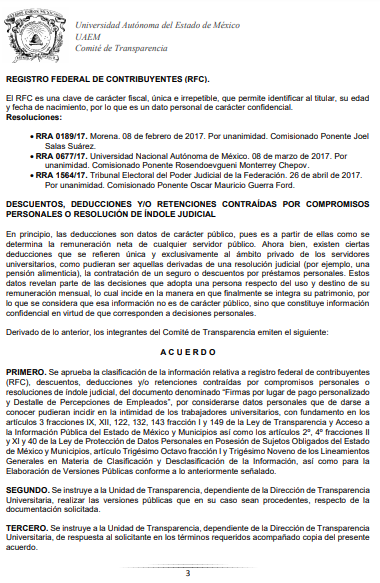 Universidad Autónoma del Estado de México
UAEM
Comité de Transparencia
REGISTRO FEDERAL DE CONTRIBUYENTES (RFC).
El RFC es una clave de carácter fiscal, única e irrepetible, que permite identificar al titular, su edad
y fecha de nacimiento, por lo que es un dato personal de carácter confidencial.
Resoluciones:
• RRA 0189/17. Morena. 08 de febrero de 2017. Por unanimidad. Comisionado Ponente Joel
Salas Suárez.
• RRA 0677/17. Universidad Nacional Autónoma de México. 08 de marzo de 2017. Por
unanimidad. Comisionado Ponente Rosendoevgueni Monterrey Chepov.
• RRA 1564/17. Tribunal Electoral del Poder Judicial de la Federación. 26 de abril de 2017.
Por unanimidad. Comisionado Ponente Oscar Mauricio Guerra Ford.
DESCUENTOS, DEDUCCIONES Y/O RETENCIONES CONTRAÍDAS POR COMPROMISOS
PERSONALES O RESOLUCIÓN DE ÍNDOLE JUDICIAL
En principio, las deducciones son datos de carácter público, pues es a partir de ellas como se
determina la remuneración neta de cualquier servidor público. Ahora bien, existen ciertas
deducciones que se refieren única y exclusivamente al ámbito privado de los servidores
universitarios, como pudieran ser aquellas derivadas de una resolución judicial (por ejemplo, una
pensión alimenticia), la contratación de un seguro o descuentos por préstamos personales. Estos
datos revelan parte de las decisiones que adopta una persona respecto del uso y destino de su
remuneración mensual, lo cual incide en la manera en que finalmente se integra su patrimonio, por
lo que se considera que esa información no es de carácter público, sino que constituye información
confidencial en virtud de que corresponden a decisiones personales.
Derivado de lo anterior, los integrantes del Comité de Transparencia emiten el siguiente:
A C U E R D O
PRIMERO. Se aprueba la clasificación de la información relativa a registro federal de contribuyentes
(RFC), descuentos, deducciones y/o retenciones contraídas por compromisos personales o
resoluciones de índole judicial, del documento denominado “Firmas por lugar de pago personalizado
y Destalle de Percepciones de Empleados”, por considerarse datos personales que de darse a
conocer pudieran incidir en la intimidad de los trabajadores universitarios, con fundamento en los
artículos 3 fracciones IX, XII, 122, 132, 143 fracción I y 149 de la Ley de Transparencia y Acceso a
la Información Pública del Estado de México y Municipios así como los artículos 2°, 4° fracciones II
y XI y 40 de la Ley de Protección de Datos Personales en Posesión de Sujetos Obligados del Estado
de México y Municipios, artículo Trigésimo Octavo fracción I y Trigésimo Noveno de los Lineamientos
Generales en Materia de Clasificación y Desclasificación de la Información, así como para la
Elaboración de Versiones Públicas conforme a lo anteriormente señalado.
SEGUNDO. Se instruye a la Unidad de Transparencia, dependiente de la Dirección de Transparencia
Universitaria, realizar las versiones públicas que en su caso sean procedentes, respecto de la
documentación solicitada.
TERCERO. Se instruye a la Unidad de Transparencia, dependiente de la Dirección de Transparencia
Universitaria, de respuesta al solicitante en los términos requeridos acompañado copia del presente
acuerdo.
3